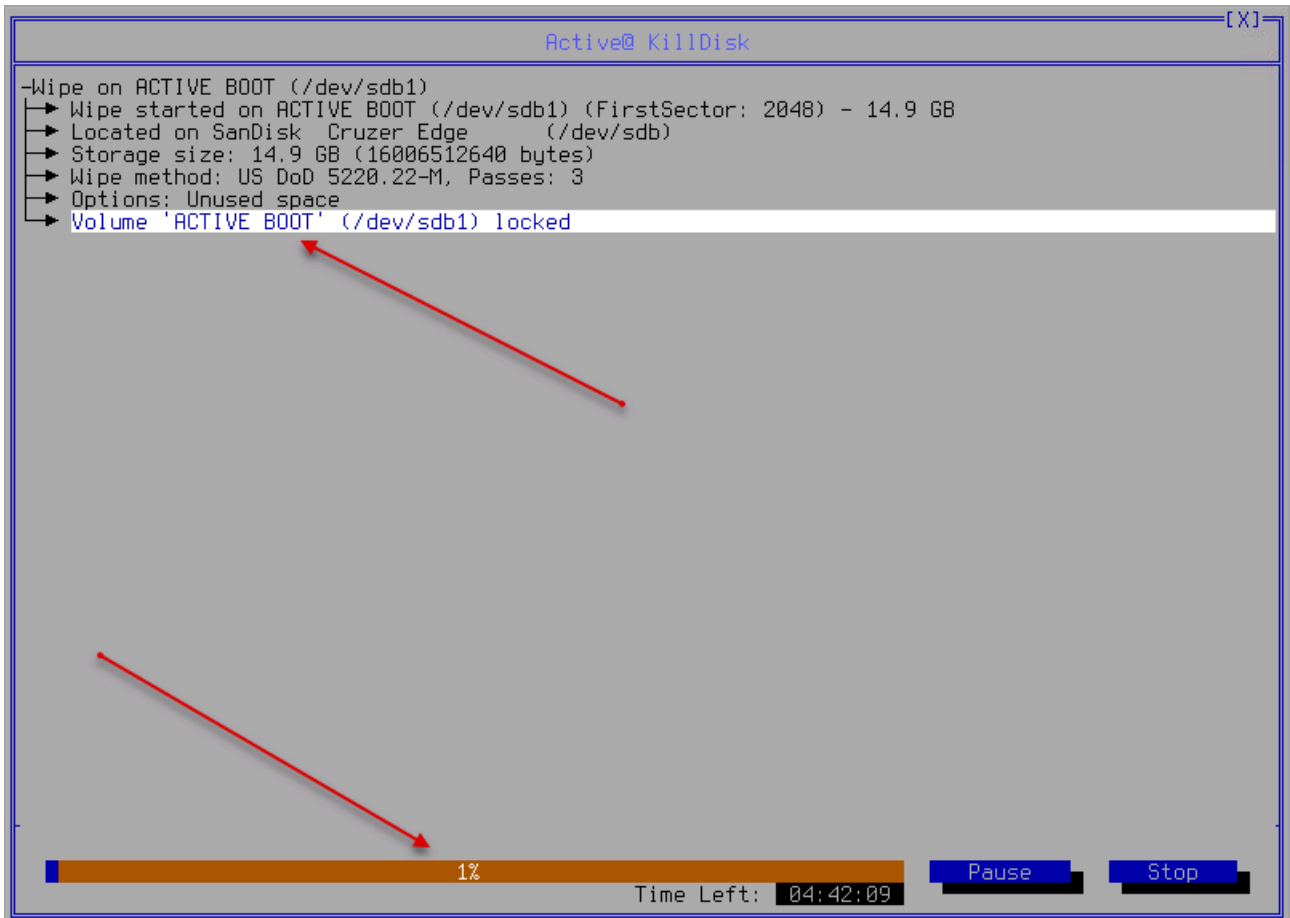 [X]
Active@ KillDisk
-Wipe on ACTIVE BOOT (/dev/sdb1)
Wipe started on ACTIVE BOOT (/dev/sdb1) (FirstSector: 2048) - 14.9 GB
Located on SanDisk  Cruzer Edge      (/dev/sdb)
Storage size: 14.9 GB (16006512640 bytes)
Wipe method: US DoD 5220.22-M, Passes: 3
Options: Unused space
Volume 'ACTIVE BOOT' (/dev/sdb1) locked
1%
Pause
Stop
Time Left: 04:42:09